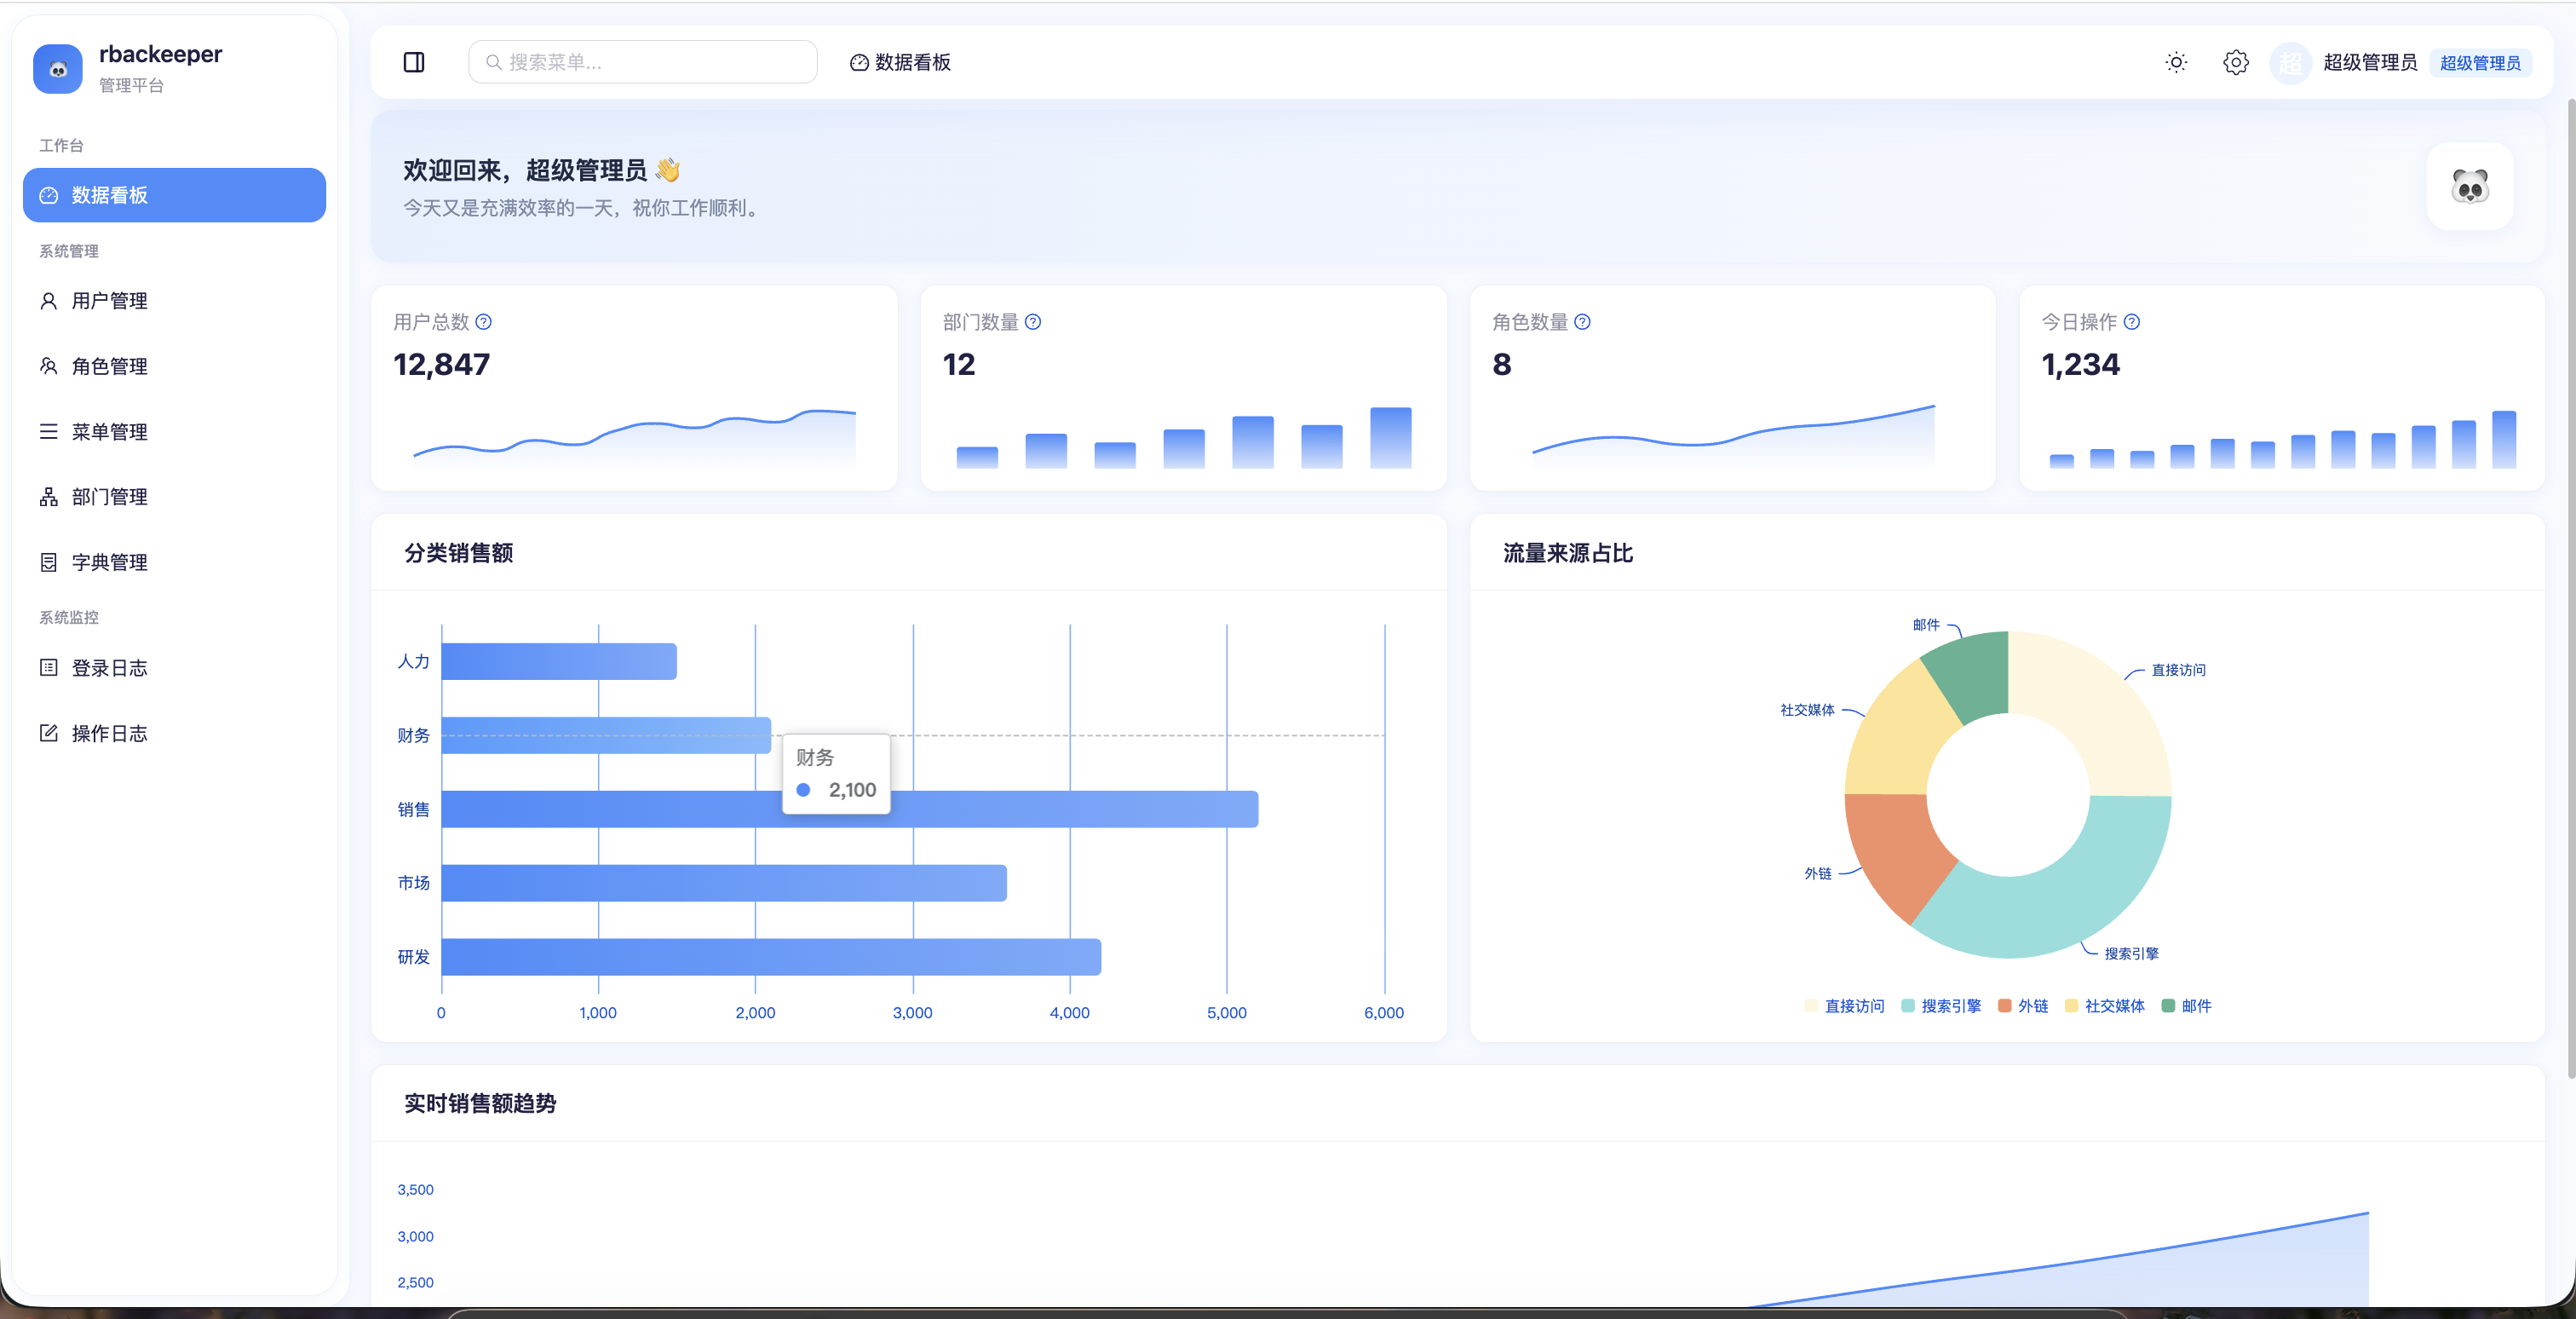 rbackeeper
管理平台
工作台
数据看板
系统管理
用户管理
角色管理
菜单管理
部门管理
字典管理
系统监控
登录日志
操作日志
搜索菜单...
数据看板
超
超级管理员
超级管理员
欢迎回来，超级管理员 👋
今天又是充满效率的一天，祝你工作顺利。
用户总数
12,847
部门数量
12
角色数量
8
今日操作
1,234
分类销售额
人力
财务
销售
市场
研发
财务
2,100
0 1,000 2,000 3,000 4,000 5,000 6,000
流量来源占比
邮件
直接访问
社交媒体
外链
搜索引擎
直接访问 搜索引擎 外链 社交媒体 邮件
实时销售额趋势
3,500
3,000
2,500